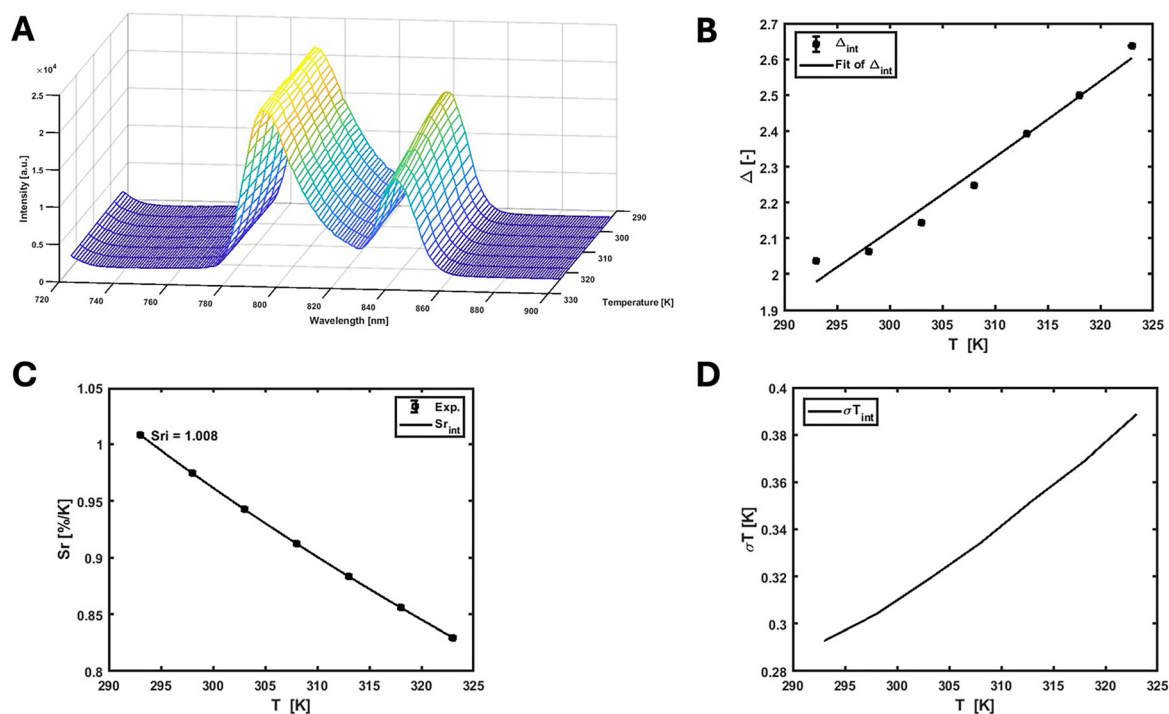 A
×10⁴
2.5
2
1.5
1
0.5
0
Intensity [a.u.]
720
740
760
780
800
820
840
860
880
900
Wavelength [nm]
290
300
310
320
330
Temperature [K]
B
2.7
2.6
2.5
2.4
2.3
2.2
2.1
2
1.9
Δ [-]
Δint
Fit of Δint
290 295 300 305 310 315 320 325
T [K]
C
1.05
1
0.95
0.9
0.85
0.8
Sr [%/K]
Sri = 1.008
Exp.
Srint
290 295 300 305 310 315 320 325
T [K]
D
0.4
0.38
0.36
0.34
0.32
0.3
0.28
σT [K]
σTint
290 295 300 305 310 315 320 325
T [K]